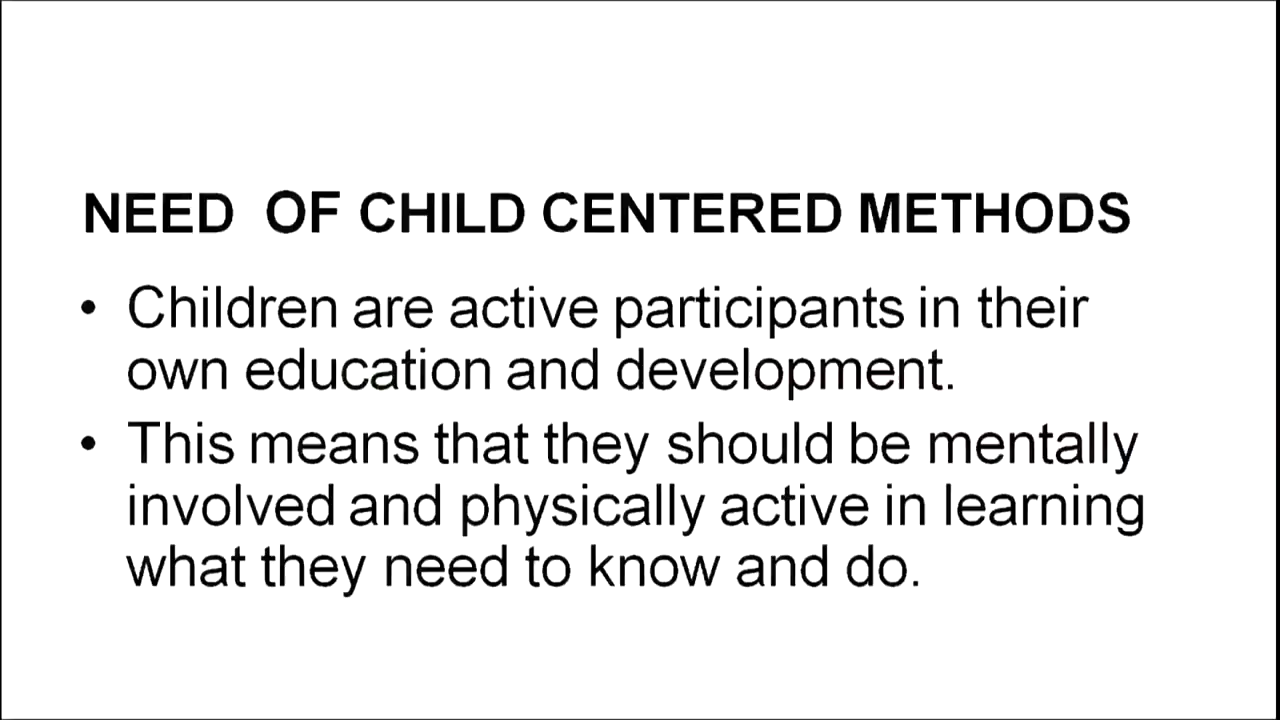 NEED  OF CHILD CENTERED METHODS
• Children are active participants in their
own education and development.
• This means that they should be mentally
involved and physically active in learning
what they need to know and do.